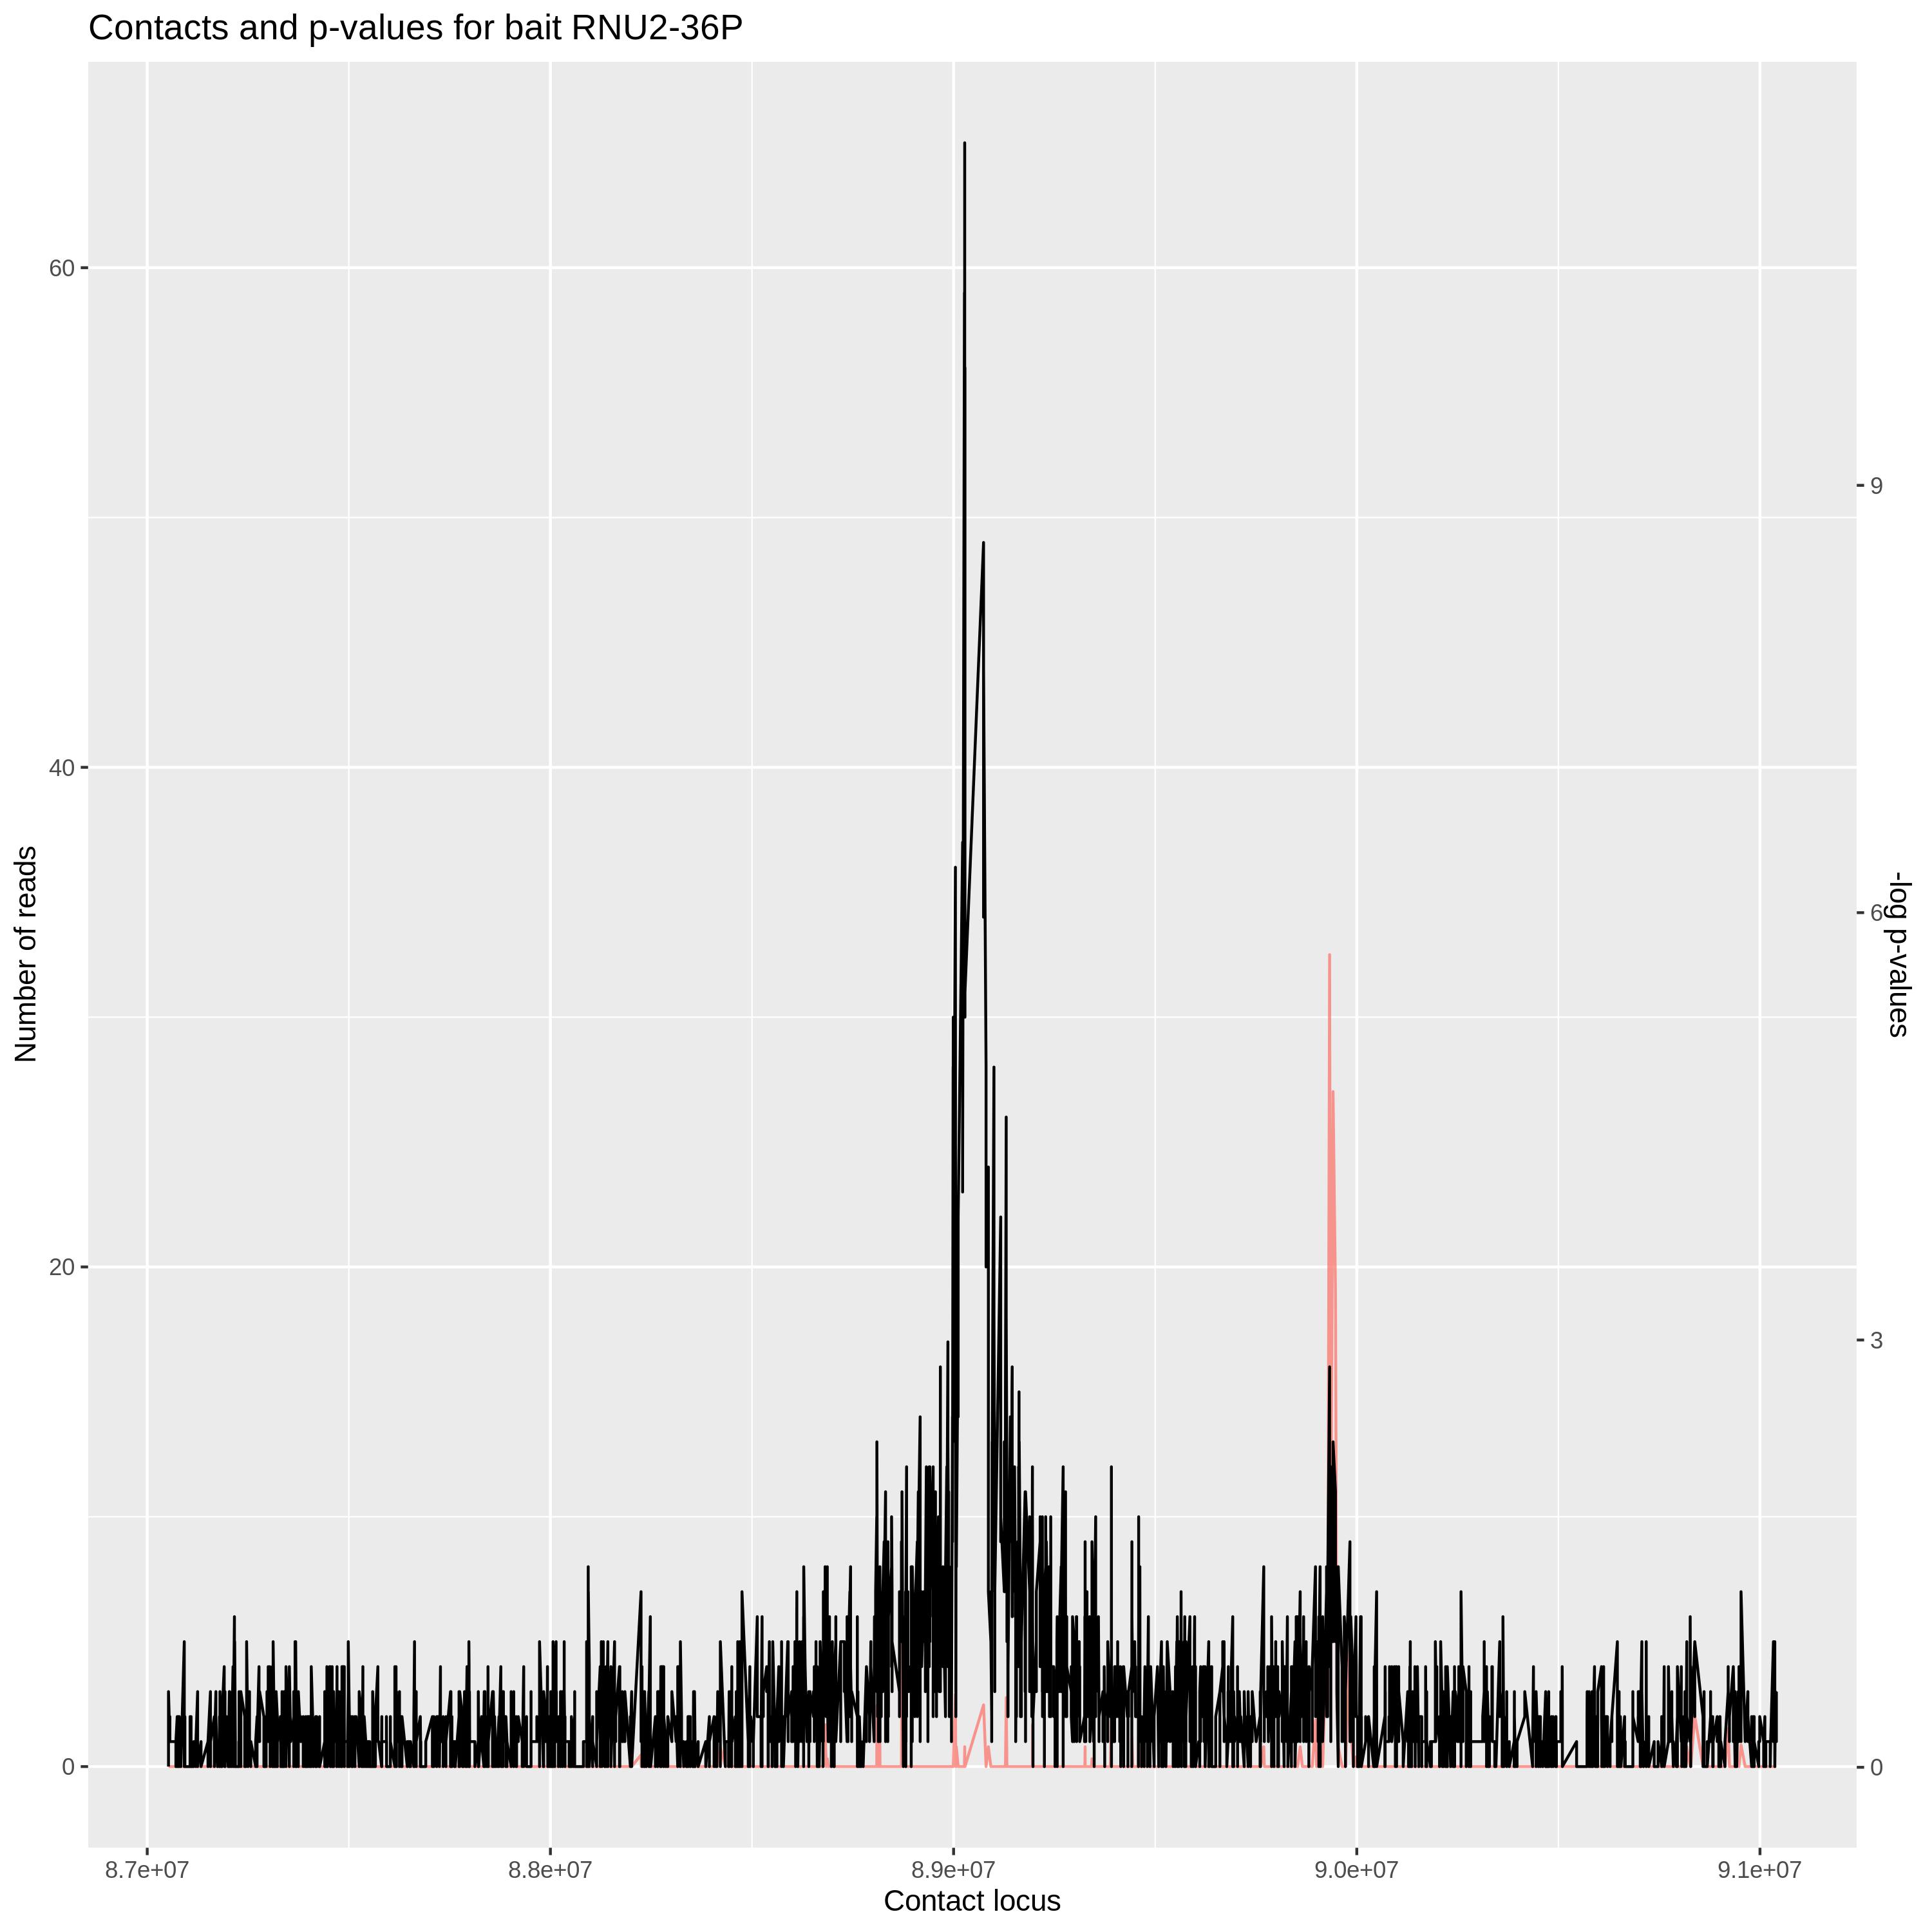 Contacts and p-values for bait RNU2-36P
60
40
20
0
Number of reads
9
6
3
0
-log p-values
8.7e+07 8.8e+07 8.9e+07 9.0e+07 9.1e+07
Contact locus